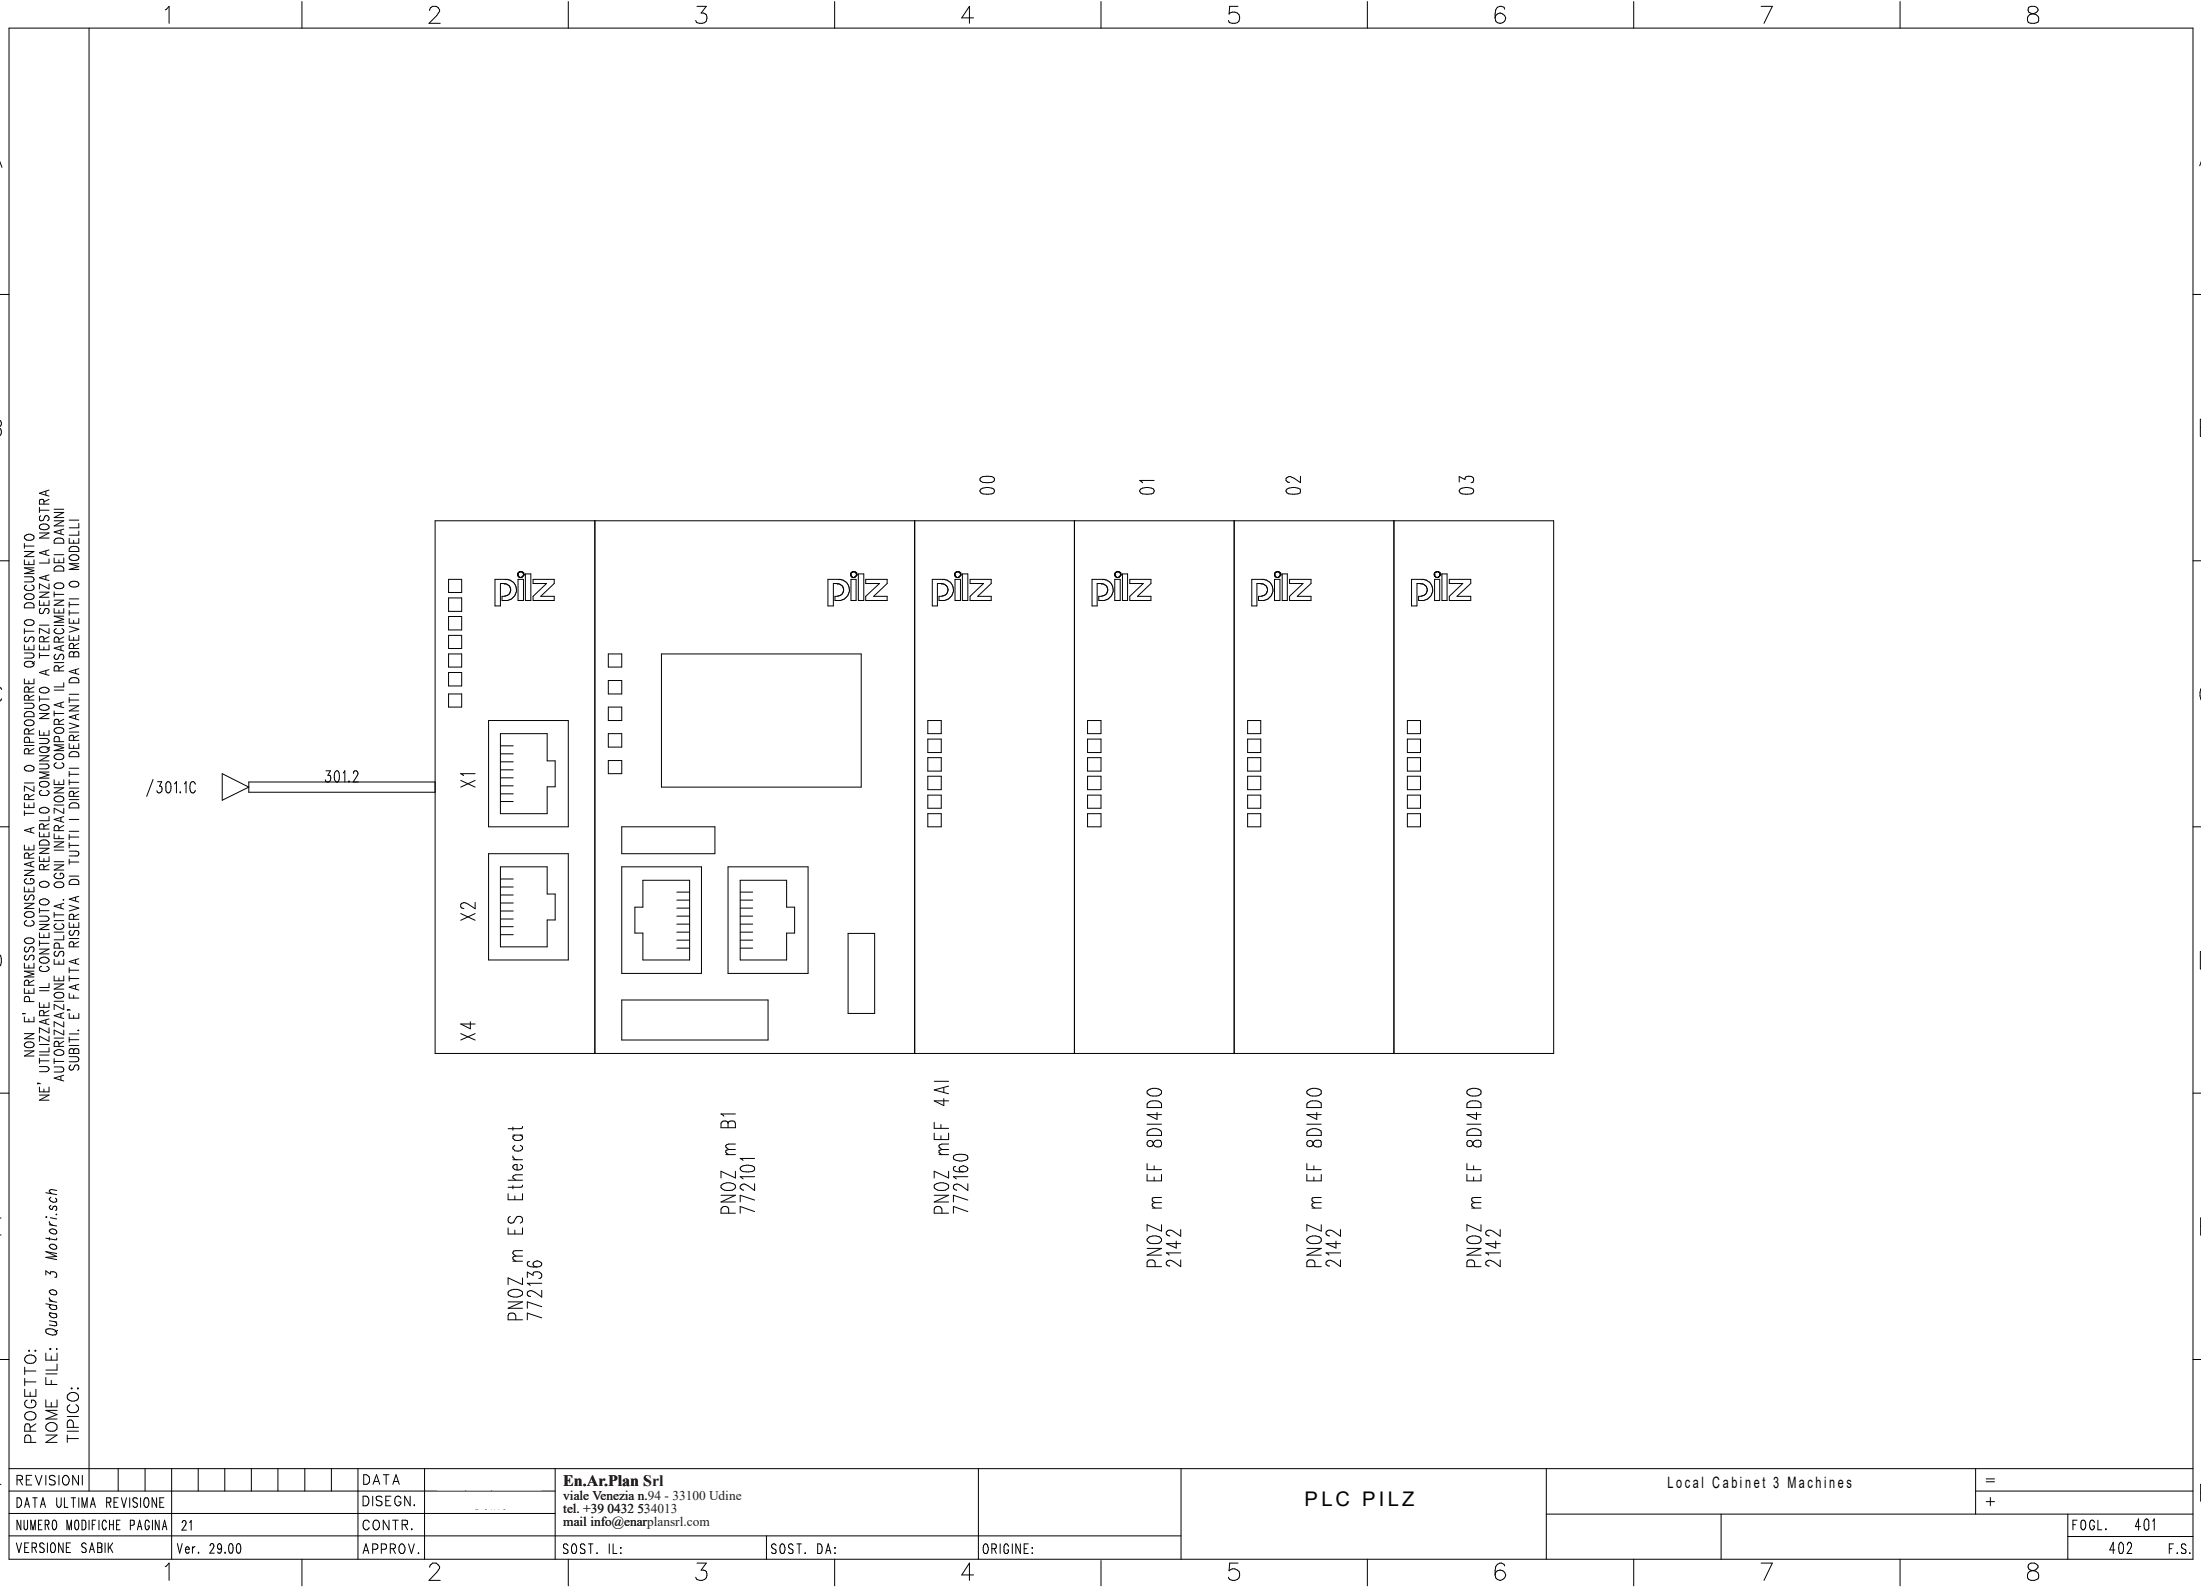 1 2 3 4 5 6 7 8
00 01 02 03
pilz pilz pilz pilz pilz pilz
/301.1C
301.2
X1
X2
X4
PNOZ m ES Ethercat
772136
PNOZ m B1
772101
PNOZ mEF 4AI
772160
PNOZ m EF 8DI4DO
2142
PNOZ m EF 8DI4DO
2142
PNOZ m EF 8DI4DO
2142
NON E' PERMESSO CONSEGNARE A TERZI O RIPRODURRE QUESTO DOCUMENTO
NE' UTILIZZARE IL CONTENUTO O RENDERLO COMUNQUE NOTO A TERZI SENZA LA NOSTRA
AUTORIZZAZIONE ESPLICITA. OGNI INFRAZIONE COMPORTA IL RISARCIMENTO DEI DANNI
SUBITI. E' FATTA RISERVA DI TUTTI I DIRITTI DERIVANTI DA BREVETTI O MODELLI
PROGETTO:
NOME FILE: Quadro 3 Motori.sch
TIPICO:
REVISIONI
DATA ULTIMA REVISIONE
NUMERO MODIFICHE PAGINA 21
VERSIONE SABIK Ver. 29.00
DATA
DISEGN.
CONTR.
APPROV.
En.Ar.Plan Srl
viale Venezia n.94 - 33100 Udine
tel. +39 0432 534013
mail info@enarplansrl.com
SOST. IL: SOST. DA: ORIGINE:
PLC PILZ
Local Cabinet 3 Machines
=
+
FOGL. 401
402 F.S.
1 2 3 4 5 6 7 8